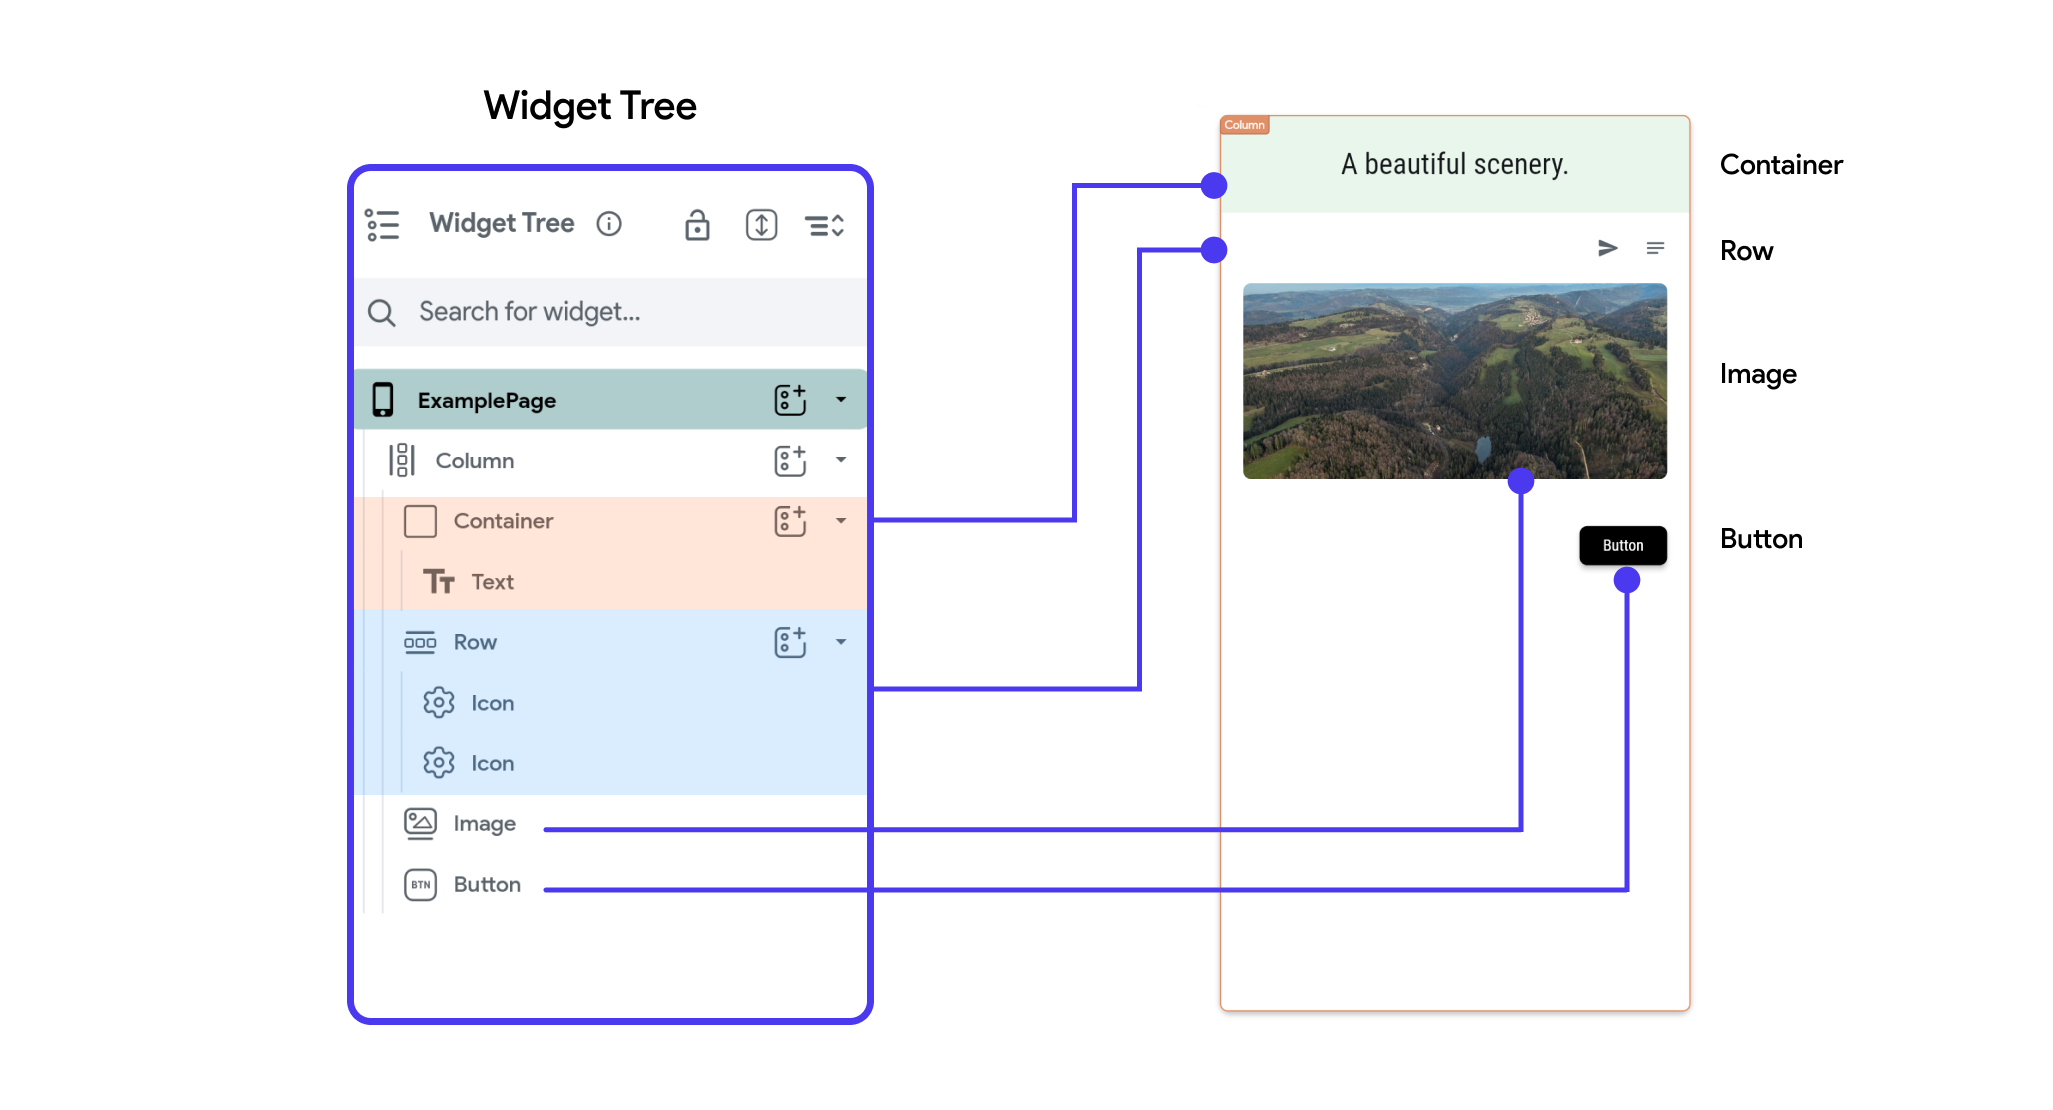 Widget Tree
Widget Tree
Search for widget...
ExamplePage
Column
Container
Text
Row
Icon
Icon
Image
BTN
Button
Column
A beautiful scenery.
Button
Container
Row
Image
Button